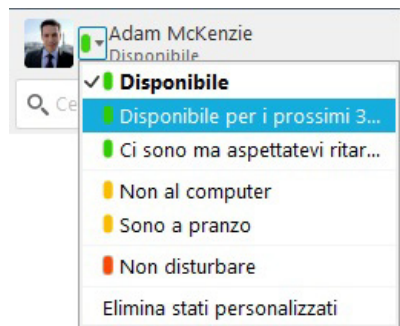 Adam McKenzie
Disponibile
Disponibile
Ce
Disponibile per i prossimi 3...
Ci sono ma aspettatevi ritar...
Non al computer
Sono a pranzo
Non disturbare
Elimina stati personalizzati